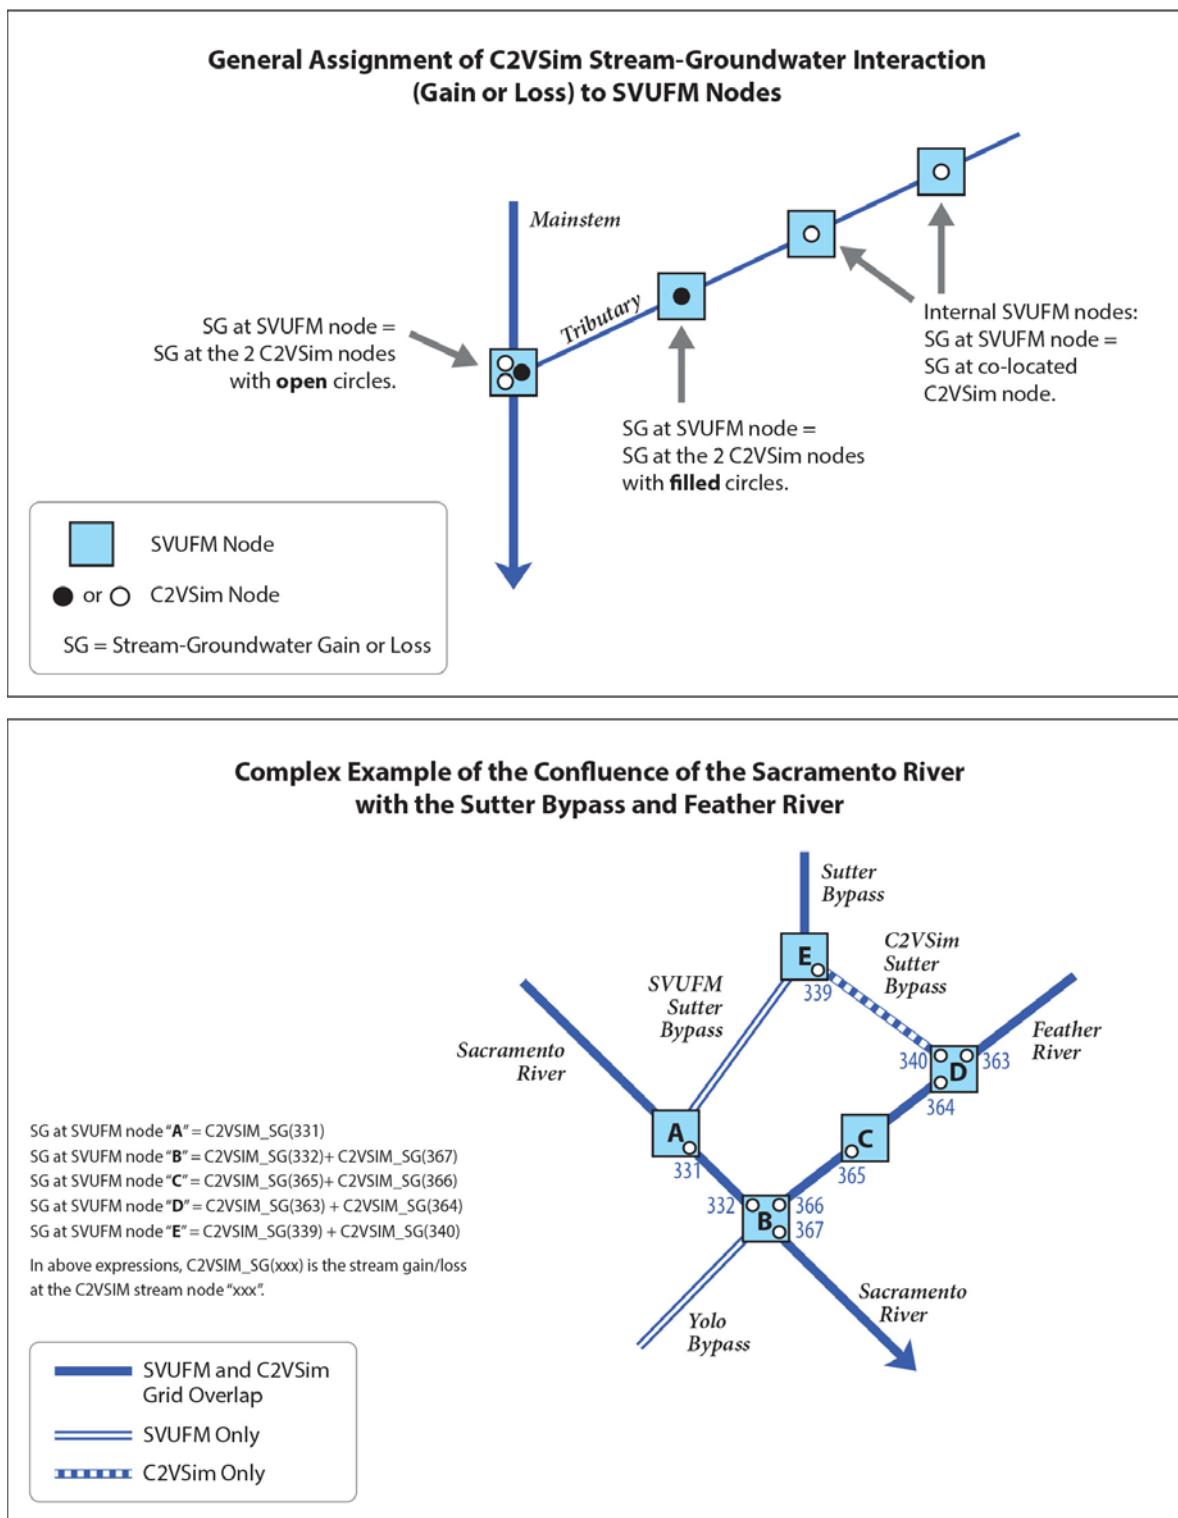 General Assignment of C2VSim Stream-Groundwater Interaction
(Gain or Loss) to SVUFM Nodes
Mainstem
Tributary
SG at SVUFM node =
SG at the 2 C2VSim nodes
with open circles.
Internal SVUFM nodes:
SG at SVUFM node =
SG at co-located
C2VSim node.
SG at SVUFM node =
SG at the 2 C2VSim nodes
with filled circles.
SVUFM Node
or
C2VSim Node
SG = Stream-Groundwater Gain or Loss
Complex Example of the Confluence of the Sacramento River
with the Sutter Bypass and Feather River
Sutter
Bypass
E
339
C2VSim
Sutter
Bypass
SVUFM
Sutter
Bypass
Feather
River
Sacramento
River
340
D
363
364
A
331
C
365
332
B
366
367
SG at SVUFM node “A” = C2VSIM_SG(331)
SG at SVUFM node “B” = C2VSIM_SG(332)+ C2VSIM_SG(367)
SG at SVUFM node “C” = C2VSIM_SG(365)+ C2VSIM_SG(366)
SG at SVUFM node “D” = C2VSIM_SG(363) + C2VSIM_SG(364)
SG at SVUFM node “E” = C2VSIM_SG(339) + C2VSIM_SG(340)
In above expressions, C2VSIM_SG(xxx) is the stream gain/loss
at the C2VSIM stream node “xxx”.
Yolo
Bypass
Sacramento
River
SVUFM and C2VSim
Grid Overlap
SVUFM Only
C2VSim Only